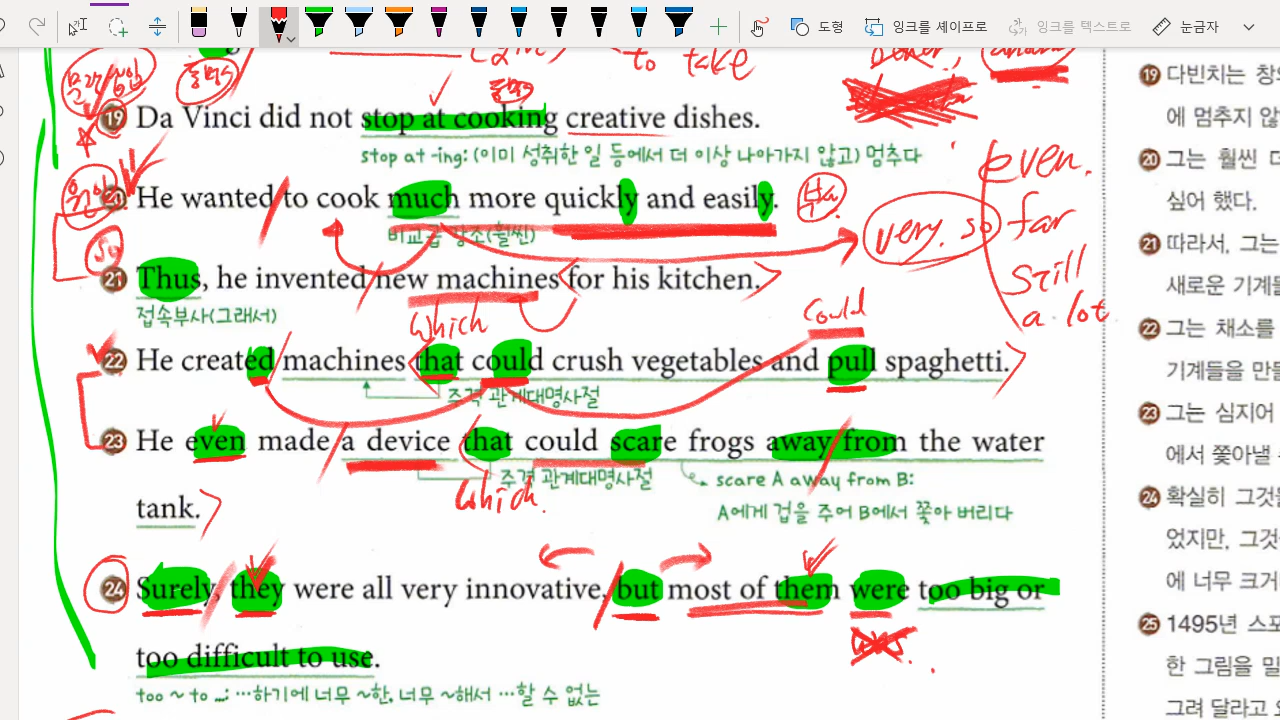 도형 잉크를 셰이프로 잉크를 텍스트로 눈금자
to take
동명사
19 Da Vinci did not stop at cooking creative dishes.
stop at -ing: (이미 성취한 일 등에서 더 이상 나아가지 않고) 멈추다
20 He wanted to cook much more quickly and easily.
부사
비교급 강조(훨씬)
very, so
even.
far
still
a lot
so
21 Thus, he invented new machines for his kitchen.
접속부사(그래서)
which
could
22 He created machines that could crush vegetables and pull spaghetti.
주격 관계대명사절
23 He even made a device that could scare frogs away from the water
주격 관계대명사절
which.
scare A away from B:
tank.
A에게 겁을 주어 B에서 쫓아 버리다
24 Surely, they were all very innovative, but most of them were too big or
was
too difficult to use.
too ~ to ...: …하기에 너무 ~한, 너무 ~해서 …할 수 없는
19 다빈치는 창의
에 멈추지 않
20 그는 훨씬 더
싶어 했다.
21 따라서, 그는
새로운 기계들
22 그는 채소를
기계들을 만들
23 그는 심지어
에서 쫓아낼 수
24 확실히 그것들
었지만, 그것
에 너무 크거
25 1495년 스포
한 그림을 밀
그려 달라고 요